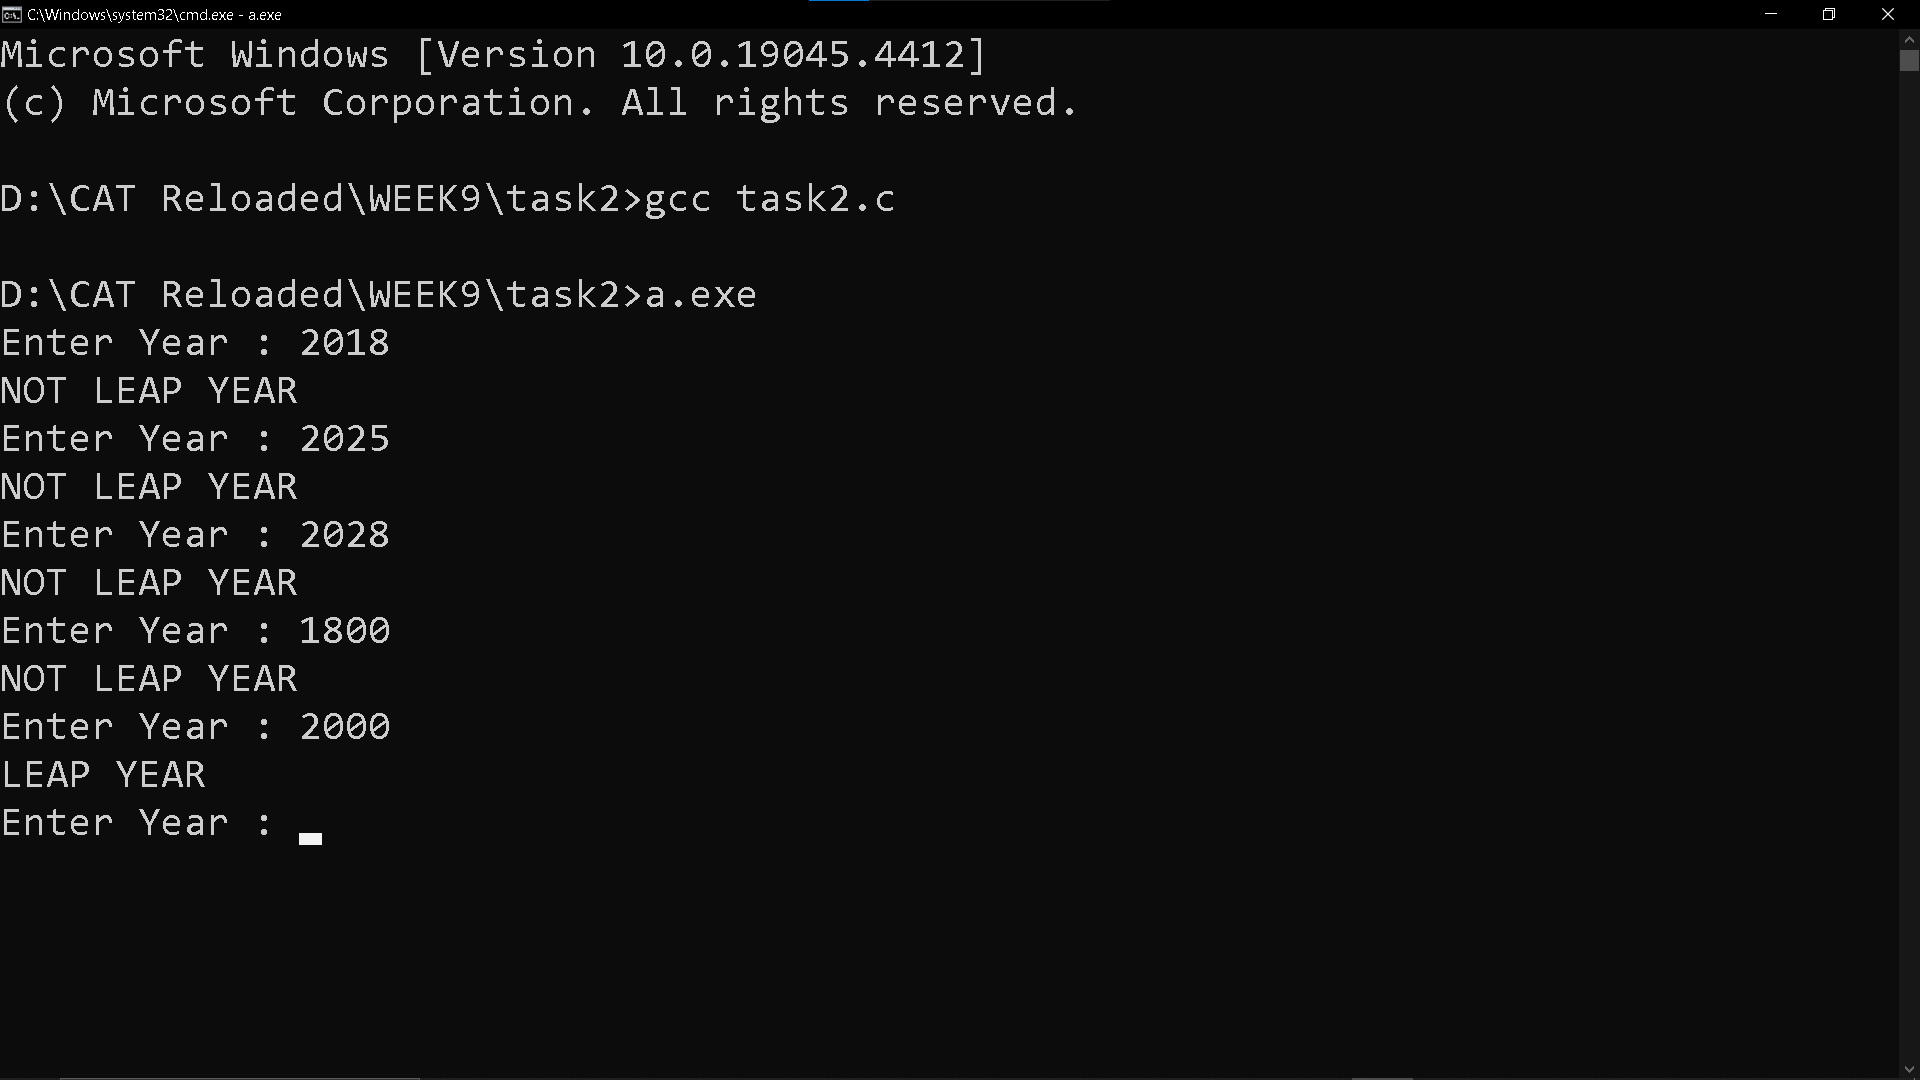 C:\Windows\system32\cmd.exe - a.exe
Microsoft Windows [Version 10.0.19045.4412]
(c) Microsoft Corporation. All rights reserved.
D:\CAT Reloaded\WEEK9\task2>gcc task2.c
D:\CAT Reloaded\WEEK9\task2>a.exe
Enter Year : 2018
NOT LEAP YEAR
Enter Year : 2025
NOT LEAP YEAR
Enter Year : 2028
NOT LEAP YEAR
Enter Year : 1800
NOT LEAP YEAR
Enter Year : 2000
LEAP YEAR
Enter Year :